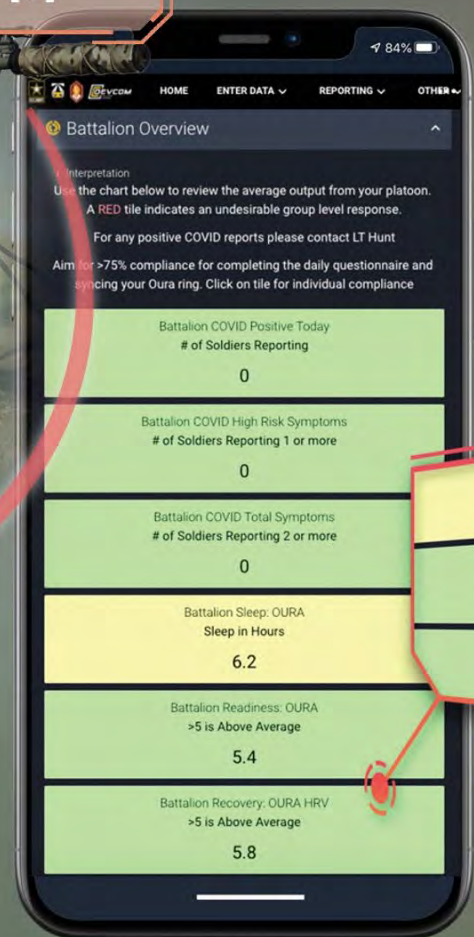 84%
DEVCOM HOME ENTER DATA REPORTING OTHER
Battalion Overview
Interpretation
Use the chart below to review the average output from your platoon.
A RED tile indicates an undesirable group level response.
For any positive COVID reports please contact LT Hunt
Aim for >75% compliance for completing the daily questionnaire and
syncing your Oura ring. Click on tile for individual compliance
Battalion COVID Positive Today
# of Soldiers Reporting
0
Battalion COVID High Risk Symptoms
# of Soldiers Reporting 1 or more
0
Battalion COVID Total Symptoms
# of Soldiers Reporting 2 or more
0
Battalion Sleep: OURA
Sleep in Hours
6.2
Battalion Readiness: OURA
>5 is Above Average
5.4
Battalion Recovery: OURA HRV
>5 is Above Average
5.8